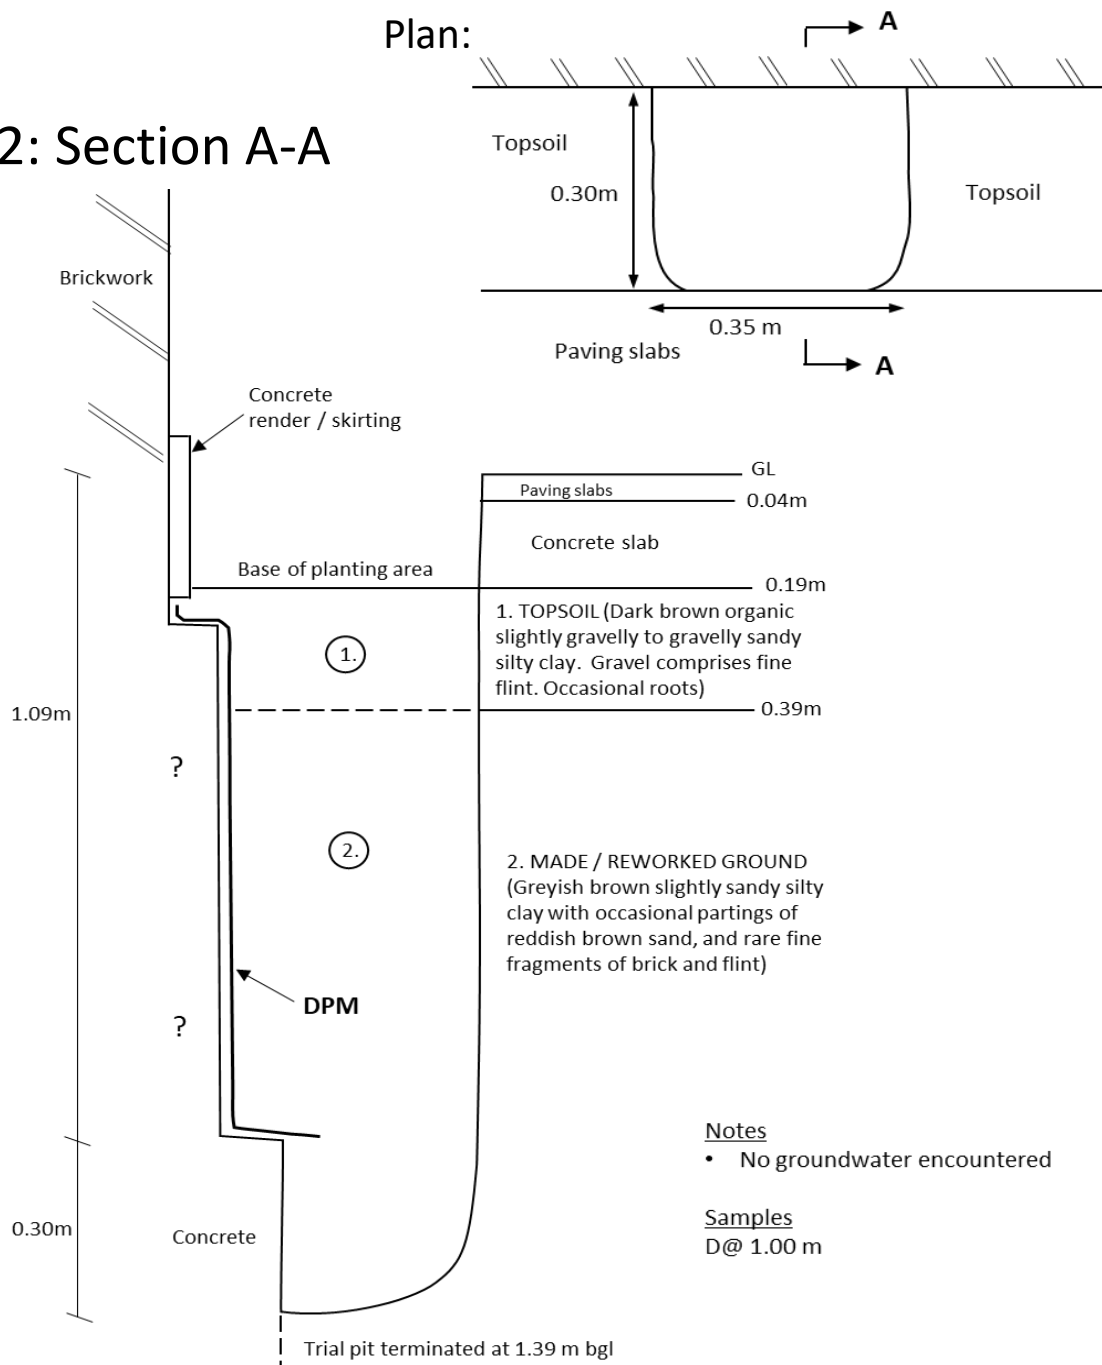 Plan:
A
2: Section A-A
Topsoil
0.30m
Topsoil
0.35 m
Paving slabs
A
Brickwork
Concrete
render / skirting
GL
Paving slabs
0.04m
Concrete slab
Base of planting area
0.19m
1. TOPSOIL (Dark brown organic
slightly gravelly to gravelly sandy
silty clay. Gravel comprises fine
flint. Occasional roots)
1.
0.39m
1.09m
?
2.
2. MADE / REWORKED GROUND
(Greyish brown slightly sandy silty
clay with occasional partings of
reddish brown sand, and rare fine
fragments of brick and flint)
DPM
?
Notes
• No groundwater encountered
Samples
D@ 1.00 m
0.30m
Concrete
Trial pit terminated at 1.39 m bgl